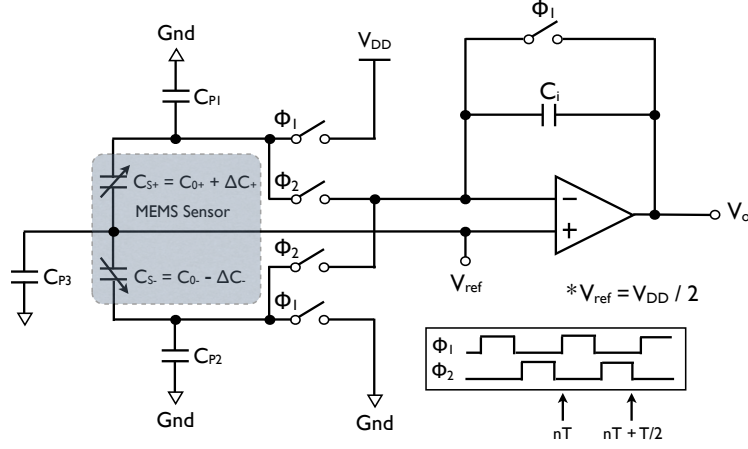 Φ1
Gnd
VDD
CP1
Ci
Φ1
Φ2
CS+ = C0+ + ΔC+
MEMS Sensor
−
+
Vo
Φ2
CP3
CS- = C0- - ΔC-
Vref
Φ1
*Vref = VDD / 2
CP2
Φ1
Φ2
Gnd
Gnd
nT
nT + T/2